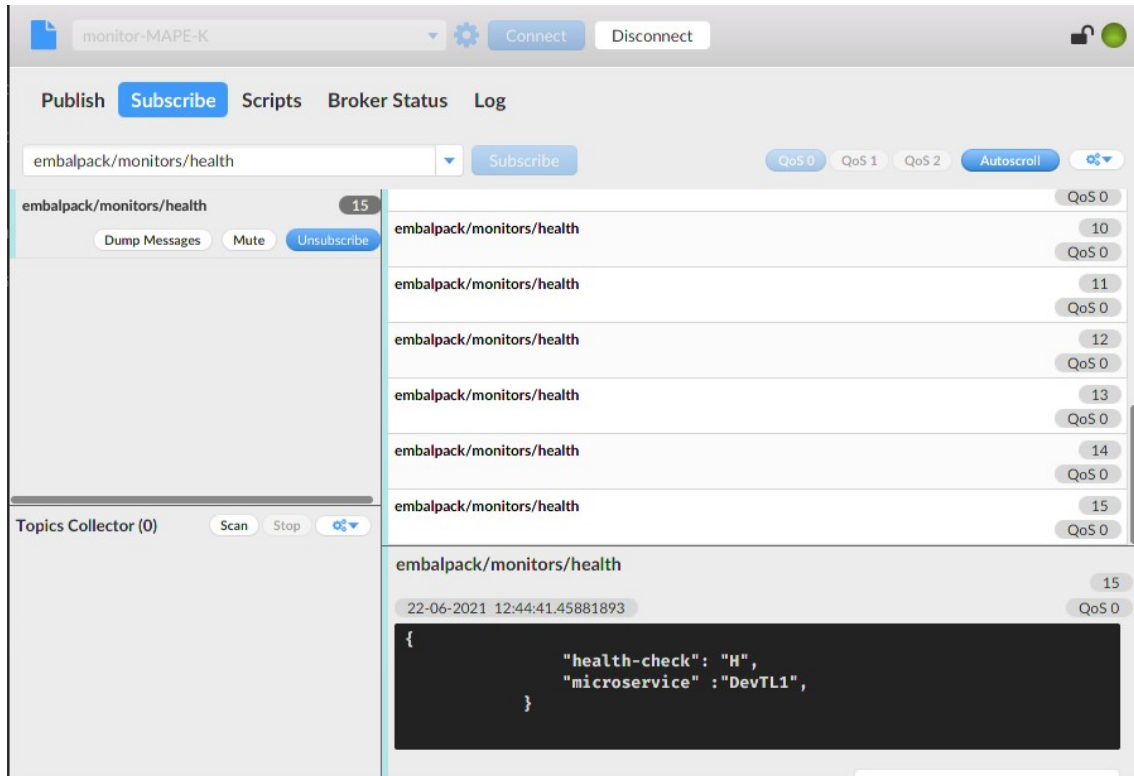 monitor-MAPE-K Connect Disconnect
Publish Subscribe Scripts Broker Status Log
embalpack/monitors/health Subscribe QoS 0 QoS 1 QoS 2 Autoscroll
embalpack/monitors/health 15
Dump Messages Mute Unsubscribe
QoS 0
embalpack/monitors/health 10
QoS 0
embalpack/monitors/health 11
QoS 0
embalpack/monitors/health 12
QoS 0
embalpack/monitors/health 13
QoS 0
embalpack/monitors/health 14
QoS 0
embalpack/monitors/health 15
QoS 0
Topics Collector (0) Scan Stop
embalpack/monitors/health
15
22-06-2021 12:44:41.45881893 QoS 0
{
"health-check": "H",
"microservice" :"DevTL1",
}